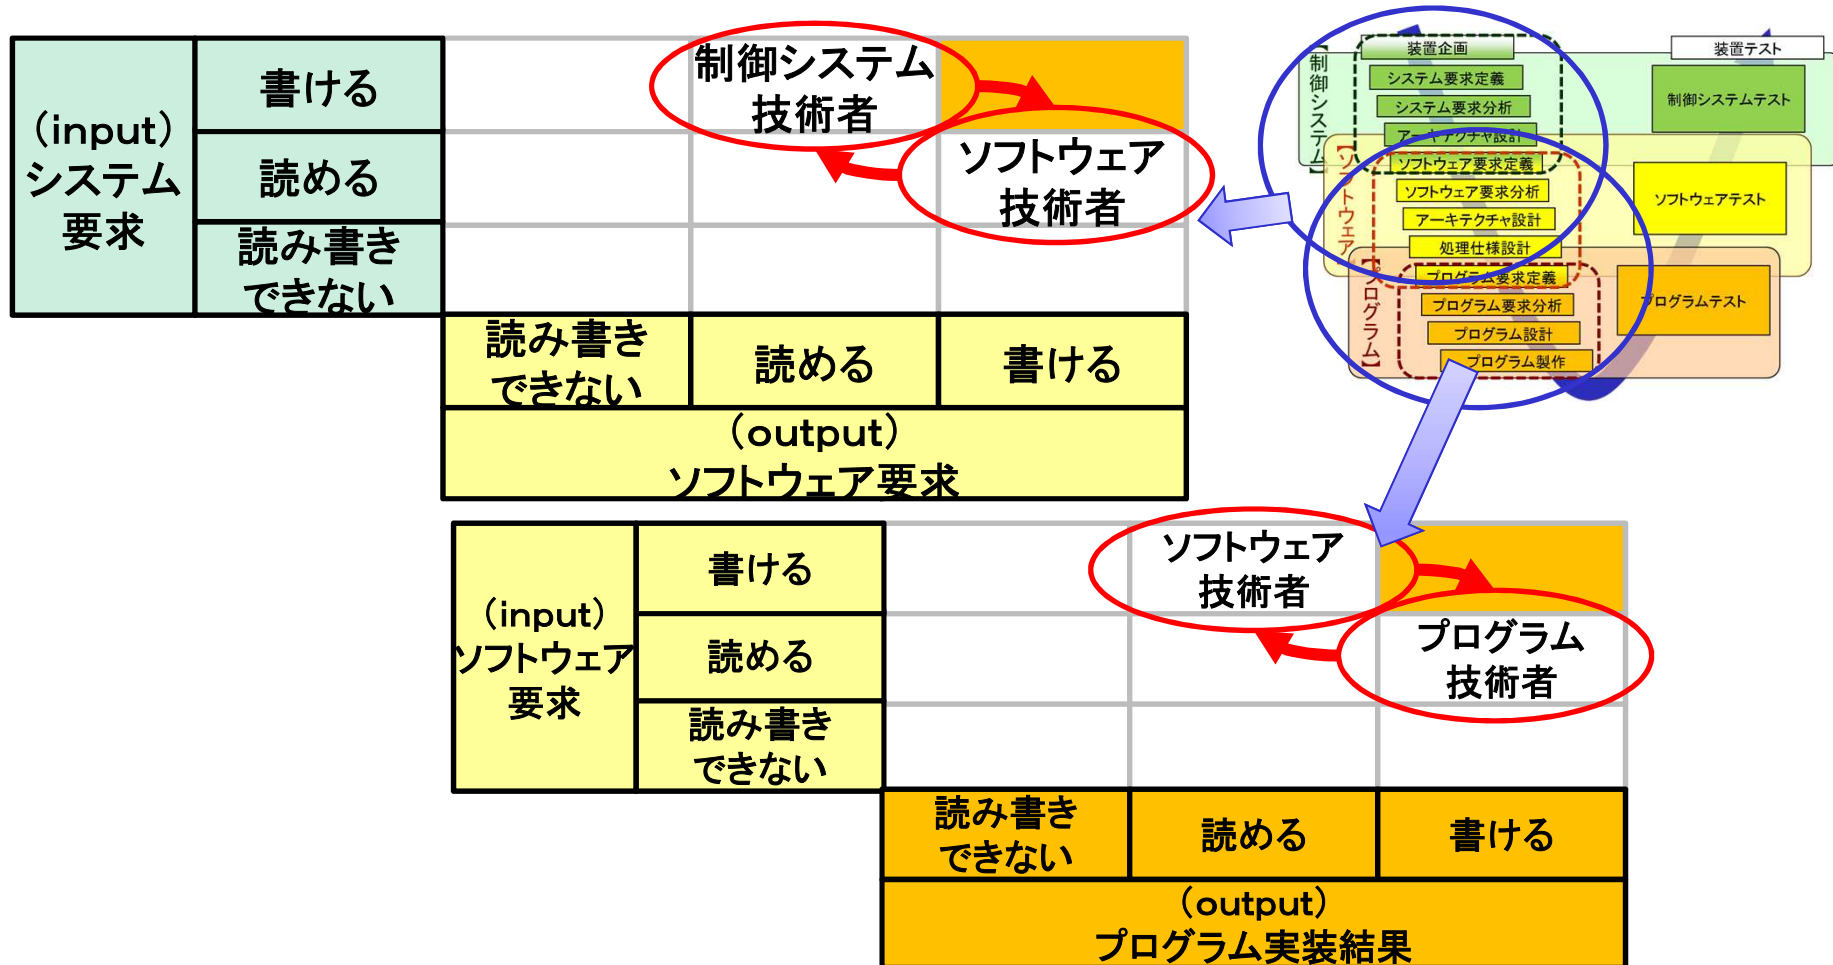 (input)
システム
要求
書ける
読める
読み書き
できない
制御システム
技術者
ソフトウェア
技術者
読み書き
できない
読める
書ける
(output)
ソフトウェア要求
【制御システム】
装置企画
システム要求定義
システム要求分析
アーキテクチャ設計
装置テスト
制御システムテスト
【ソフトウェア】
ソフトウェア要求定義
ソフトウェア要求分析
アーキテクチャ設計
処理仕様設計
ソフトウェアテスト
【プログラム】
プログラム要求定義
プログラム要求分析
プログラム設計
プログラム製作
プログラムテスト
(input)
ソフトウェア
要求
書ける
読める
読み書き
できない
ソフトウェア
技術者
プログラム
技術者
読み書き
できない
読める
書ける
(output)
プログラム実装結果